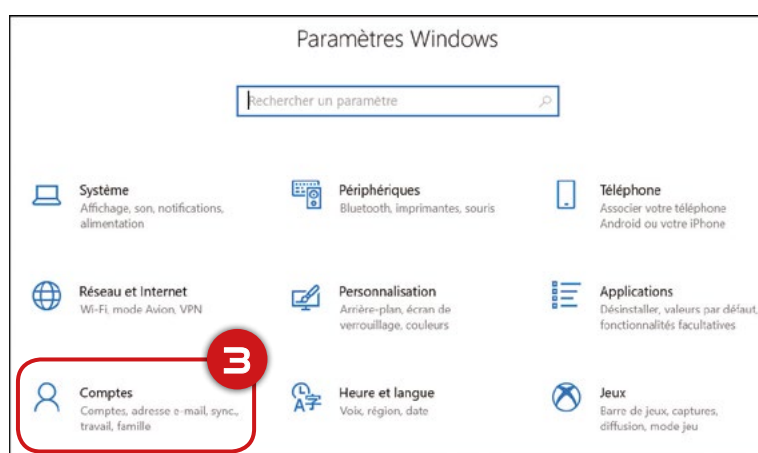 Paramètres Windows
Rechercher un paramètre
Système
Affichage, son, notifications,
alimentation
Périphériques
Bluetooth, imprimantes, souris
Téléphone
Associer votre téléphone
Android ou votre iPhone
Réseau et Internet
Wi-Fi, mode Avion, VPN
Personnalisation
Arrière-plan, écran de
verrouillage, couleurs
Applications
Désinstaller, valeurs par défaut,
fonctionnalités facultatives
3
Comptes
Comptes, adresse e-mail, sync.,
travail, famille
Heure et langue
Voix, région, date
Jeux
Barre de jeux, captures,
diffusion, mode jeu